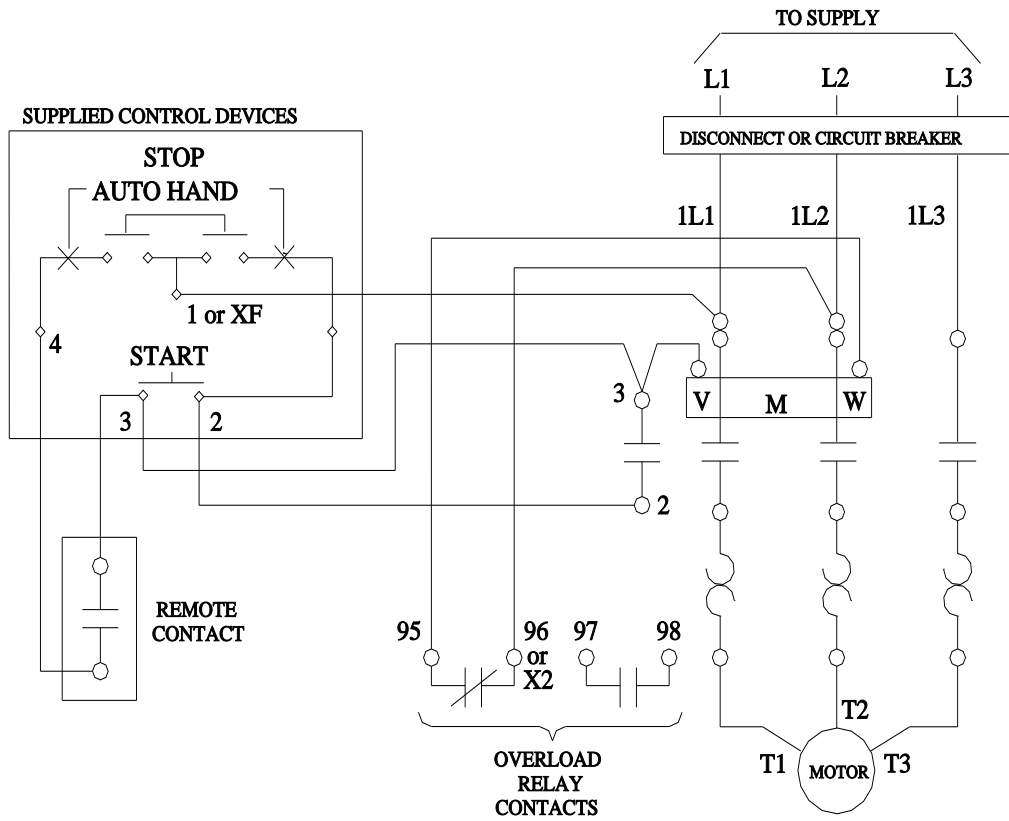 TO SUPPLY
L1 L2 L3
SUPPLIED CONTROL DEVICES
DISCONNECT OR CIRCUIT BREAKER
STOP
AUTO HAND
1L1 1L2 1L3
1 or XF
4
START
3 2
3
V M W
2
REMOTE
CONTACT
95 96 97 98
or
X2
T2
T1 MOTOR T3
OVERLOAD
RELAY
CONTACTS